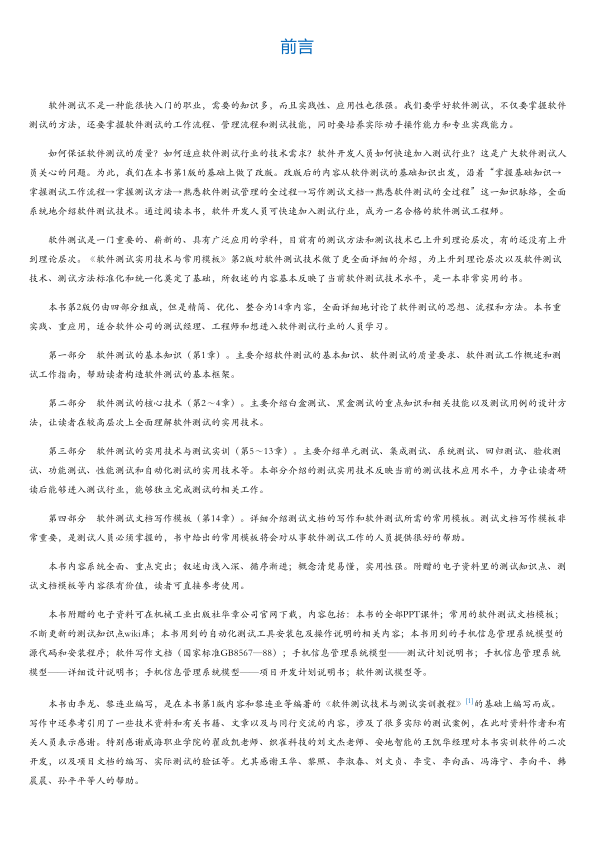 前言
软件测试不是一种能很快入门的职业，需要的知识多，而且实践性、应用性也很强。我们要学好软件测试，不仅要掌握软件
测试的方法，还要掌握软件测试的工作流程、管理流程和测试技能，同时要培养实际动手操作能力和专业实践能力。
如何保证软件测试的质量？如何适应软件测试行业的技术需求？软件开发人员如何快速加入测试行业？这是广大软件测试人
员关心的问题。为此，我们在本书第1版的基础上做了改版。改版后的内容从软件测试的基础知识出发，沿着“掌握基础知识→
掌握测试工作流程→掌握测试方法→熟悉软件测试管理的全过程→写作测试文档→熟悉软件测试的全过程”这一知识脉络，全面
系统地介绍软件测试技术。通过阅读本书，软件开发人员可快速加入测试行业，成为一名合格的软件测试工程师。
软件测试是一门重要的、崭新的、具有广泛应用的学科，目前有的测试方法和测试技术已上升到理论层次，有的还没有上升
到理论层次。《软件测试实用技术与常用模板》第2版对软件测试技术做了更全面详细的介绍，为上升到理论层次以及软件测试
技术、测试方法标准化和统一化奠定了基础，所叙述的内容基本反映了当前软件测试技术水平，是一本非常实用的书。
本书第2版仍由四部分组成，但是精简、优化、整合为14章内容，全面详细地讨论了软件测试的思想、流程和方法。本书重
实践、重应用，适合软件公司的测试经理、工程师和想进入软件测试行业的人员学习。
第一部分　软件测试的基本知识（第1章）。主要介绍软件测试的基本知识、软件测试的质量要求、软件测试工作概述和测
试工作指南，帮助读者构造软件测试的基本框架。
第二部分　软件测试的核心技术（第2～4章）。主要介绍白盒测试、黑盒测试的重点知识和相关技能以及测试用例的设计方
法，让读者在较高层次上全面理解软件测试的实用技术。
第三部分　软件测试的实用技术与测试实训（第5～13章）。主要介绍单元测试、集成测试、系统测试、回归测试、验收测
试、功能测试、性能测试和自动化测试的实用技术等。本部分介绍的测试实用技术反映当前的测试技术应用水平，力争让读者研
读后能够进入测试行业，能够独立完成测试的相关工作。
第四部分　软件测试文档写作模板（第14章）。详细介绍测试文档的写作和软件测试所需的常用模板。测试文档写作模板非
常重要，是测试人员必须掌握的，书中给出的常用模板将会对从事软件测试工作的人员提供很好的帮助。
本书内容系统全面、重点突出；叙述由浅入深、循序渐进；概念清楚易懂，实用性强。附赠的电子资料里的测试知识点、测
试文档模板等内容很有价值，读者可直接参考使用。
本书附赠的电子资料可在机械工业出版社华章公司官网下载，内容包括：本书的全部PPT课件；常用的软件测试文档模板；
不断更新的测试知识点wiki库；本书用到的自动化测试工具安装包及操作说明的相关内容；本书用到的手机信息管理系统模型的
源代码和安装程序；软件写作文档（国家标准GB8567—88）；手机信息管理系统模型——测试计划说明书；手机信息管理系统
模型——详细设计说明书；手机信息管理系统模型——项目开发计划说明书；软件测试模型等。
本书由李龙、黎连业编写，是在本书第1版内容和黎连业等编著的《软件测试技术与测试实训教程》[1]的基础上编写而成。
写作中还参考引用了一些技术资料和有关书籍、文章以及与同行交流的内容，涉及了很多实际的测试案例，在此对资料作者和有
关人员表示感谢。特别感谢威海职业学院的瞿政凯老师、炽霍科技的刘文杰老师、安地智能的王凯华经理对本书实训软件的二次
开发，以及项目文档的编写、实际测试的验证等。尤其感谢王华、黎照、李淑春、刘文贞、李雯、李向函、冯海宁、李向平、韩
晨晨、孙平平等人的帮助。